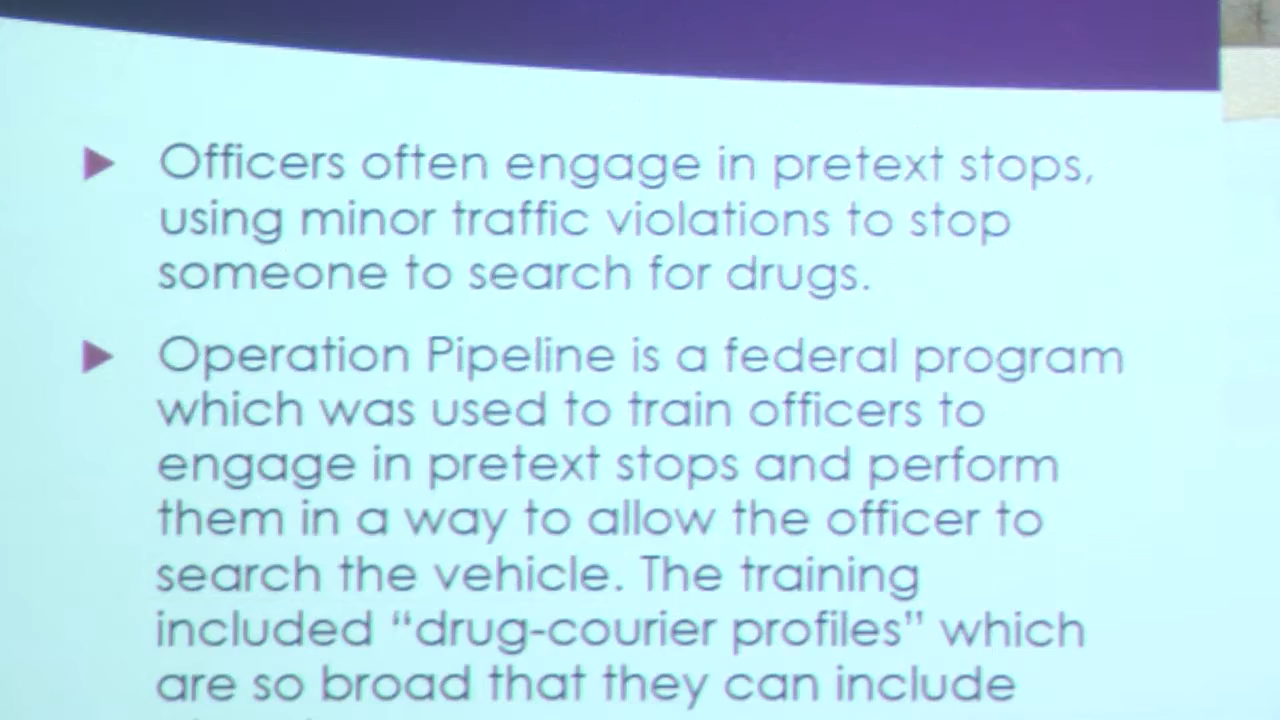 Officers often engage in pretext stops,
using minor traffic violations to stop
someone to search for drugs.
Operation Pipeline is a federal program
which was used to train officers to
engage in pretext stops and perform
them in a way to allow the officer to
search the vehicle. The training
included “drug-courier profiles” which
are so broad that they can include